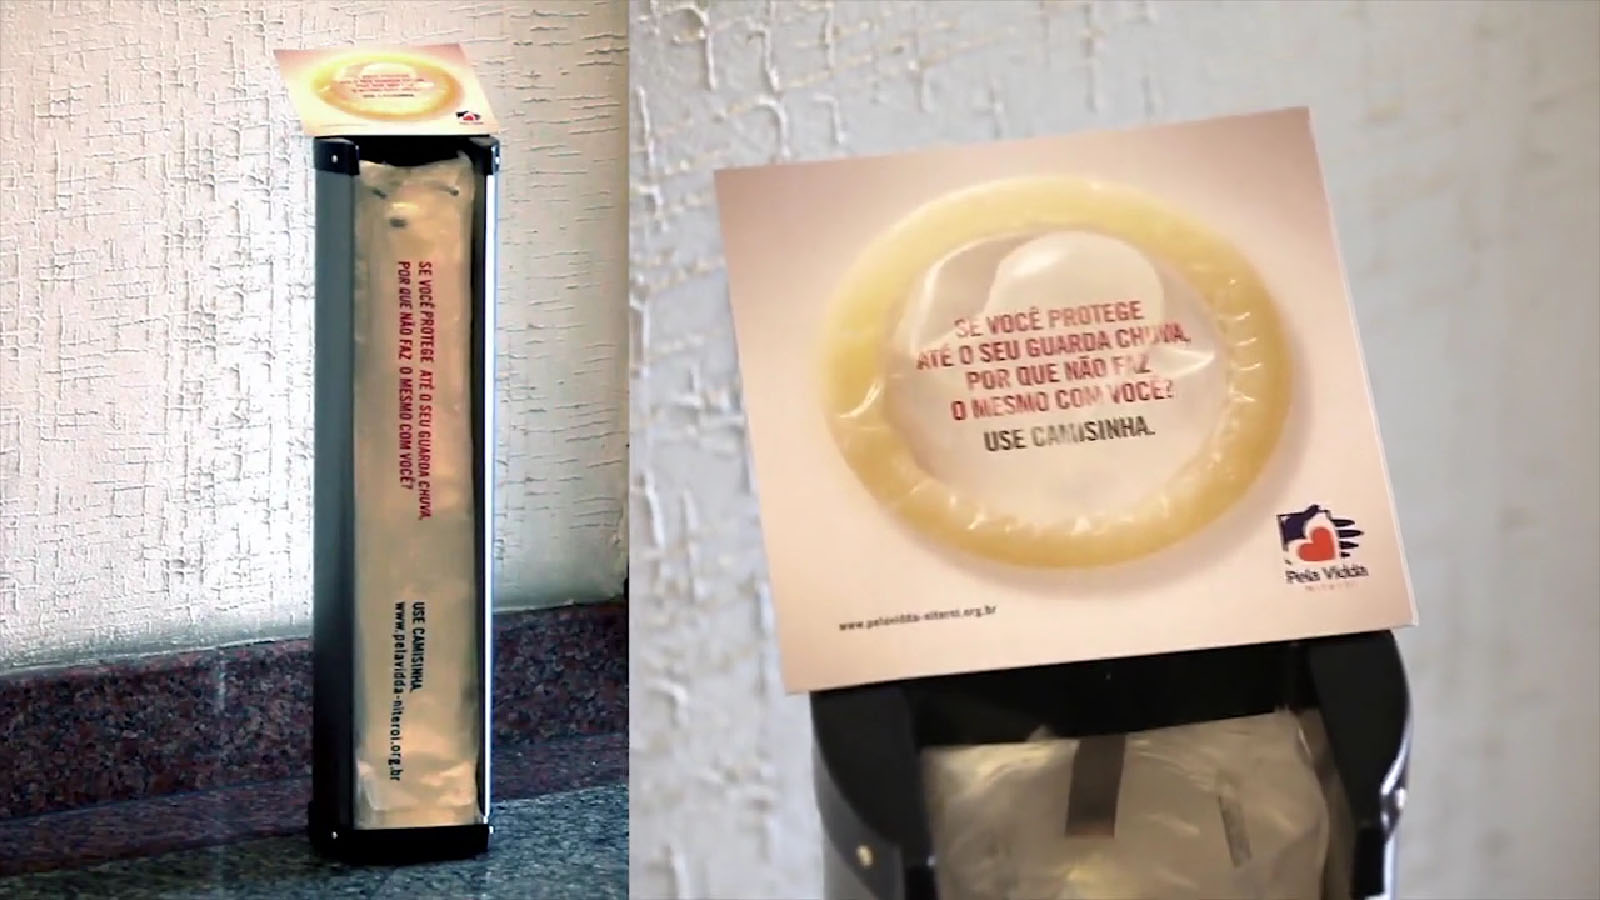 SE VOCÊ PROTEGE ATÉ O SEU GUARDA CHUVA,
POR QUE NÃO FAZ O MESMO COM VOCÊ?
USE CAMISINHA.
www.pelavidda-niteroi.org.br
SE VOCÊ PROTEGE
ATÉ O SEU GUARDA CHUVA,
POR QUE NÃO FAZ
O MESMO COM VOCÊ?
USE CAMISINHA.
Pela Vidda
NITERÓI
www.pelavidda-niteroi.org.br